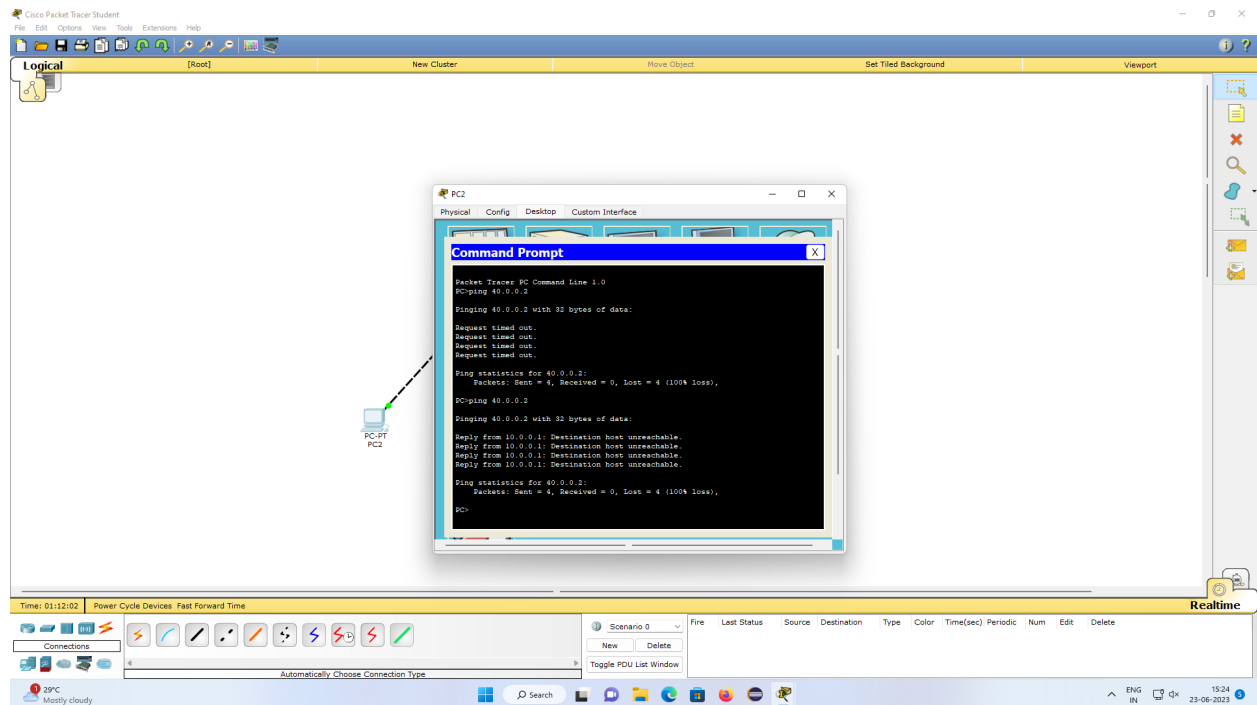 Cisco Packet Tracer Student
File Edit Options View Tools Extensions Help
Logical [Root] New Cluster Move Object Set Tiled Background Viewport
PC2
Physical Config Desktop Custom Interface
Command Prompt X
Packet Tracer PC Command Line 1.0
PC>ping 40.0.0.2
Pinging 40.0.0.2 with 32 bytes of data:
Request timed out.
Request timed out.
Request timed out.
Request timed out.
Ping statistics for 40.0.0.2:
Packets: Sent = 4, Received = 0, Lost = 4 (100% loss),
PC>ping 40.0.0.2
Pinging 40.0.0.2 with 32 bytes of data:
Reply from 10.0.0.1: Destination host unreachable.
Reply from 10.0.0.1: Destination host unreachable.
Reply from 10.0.0.1: Destination host unreachable.
Reply from 10.0.0.1: Destination host unreachable.
Ping statistics for 40.0.0.2:
Packets: Sent = 4, Received = 0, Lost = 4 (100% loss),
PC>
PC-PT
PC2
Time: 01:12:02 Power Cycle Devices Fast Forward Time Realtime
Scenario 0 Fire Last Status Source Destination Type Color Time(sec) Periodic Num Edit Delete
Connections New Delete
Toggle PDU List Window
Automatically Choose Connection Type
1 29°C
Mostly cloudy
Search
ENG
IN
15:24
23-06-2023 5